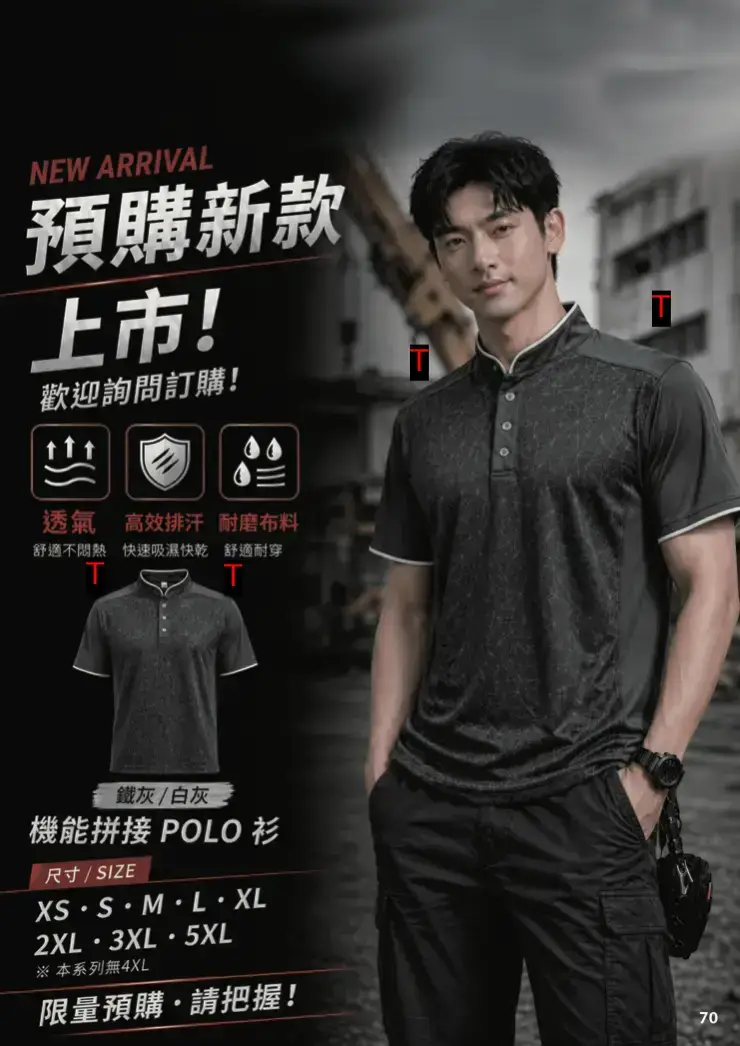 NEW ARRIVAL
預購新款
上市!
歡迎詢問訂購!
透氣 高效排汗 耐磨布料
舒適不悶熱 快速吸濕快乾 舒適耐穿
T T
T T
鐵灰/白灰
機能拼接 POLO 衫
尺寸/SIZE
XS·S·M·L·XL
2XL·3XL·5XL
※ 本系列無4XL
限量預購·請把握!
70